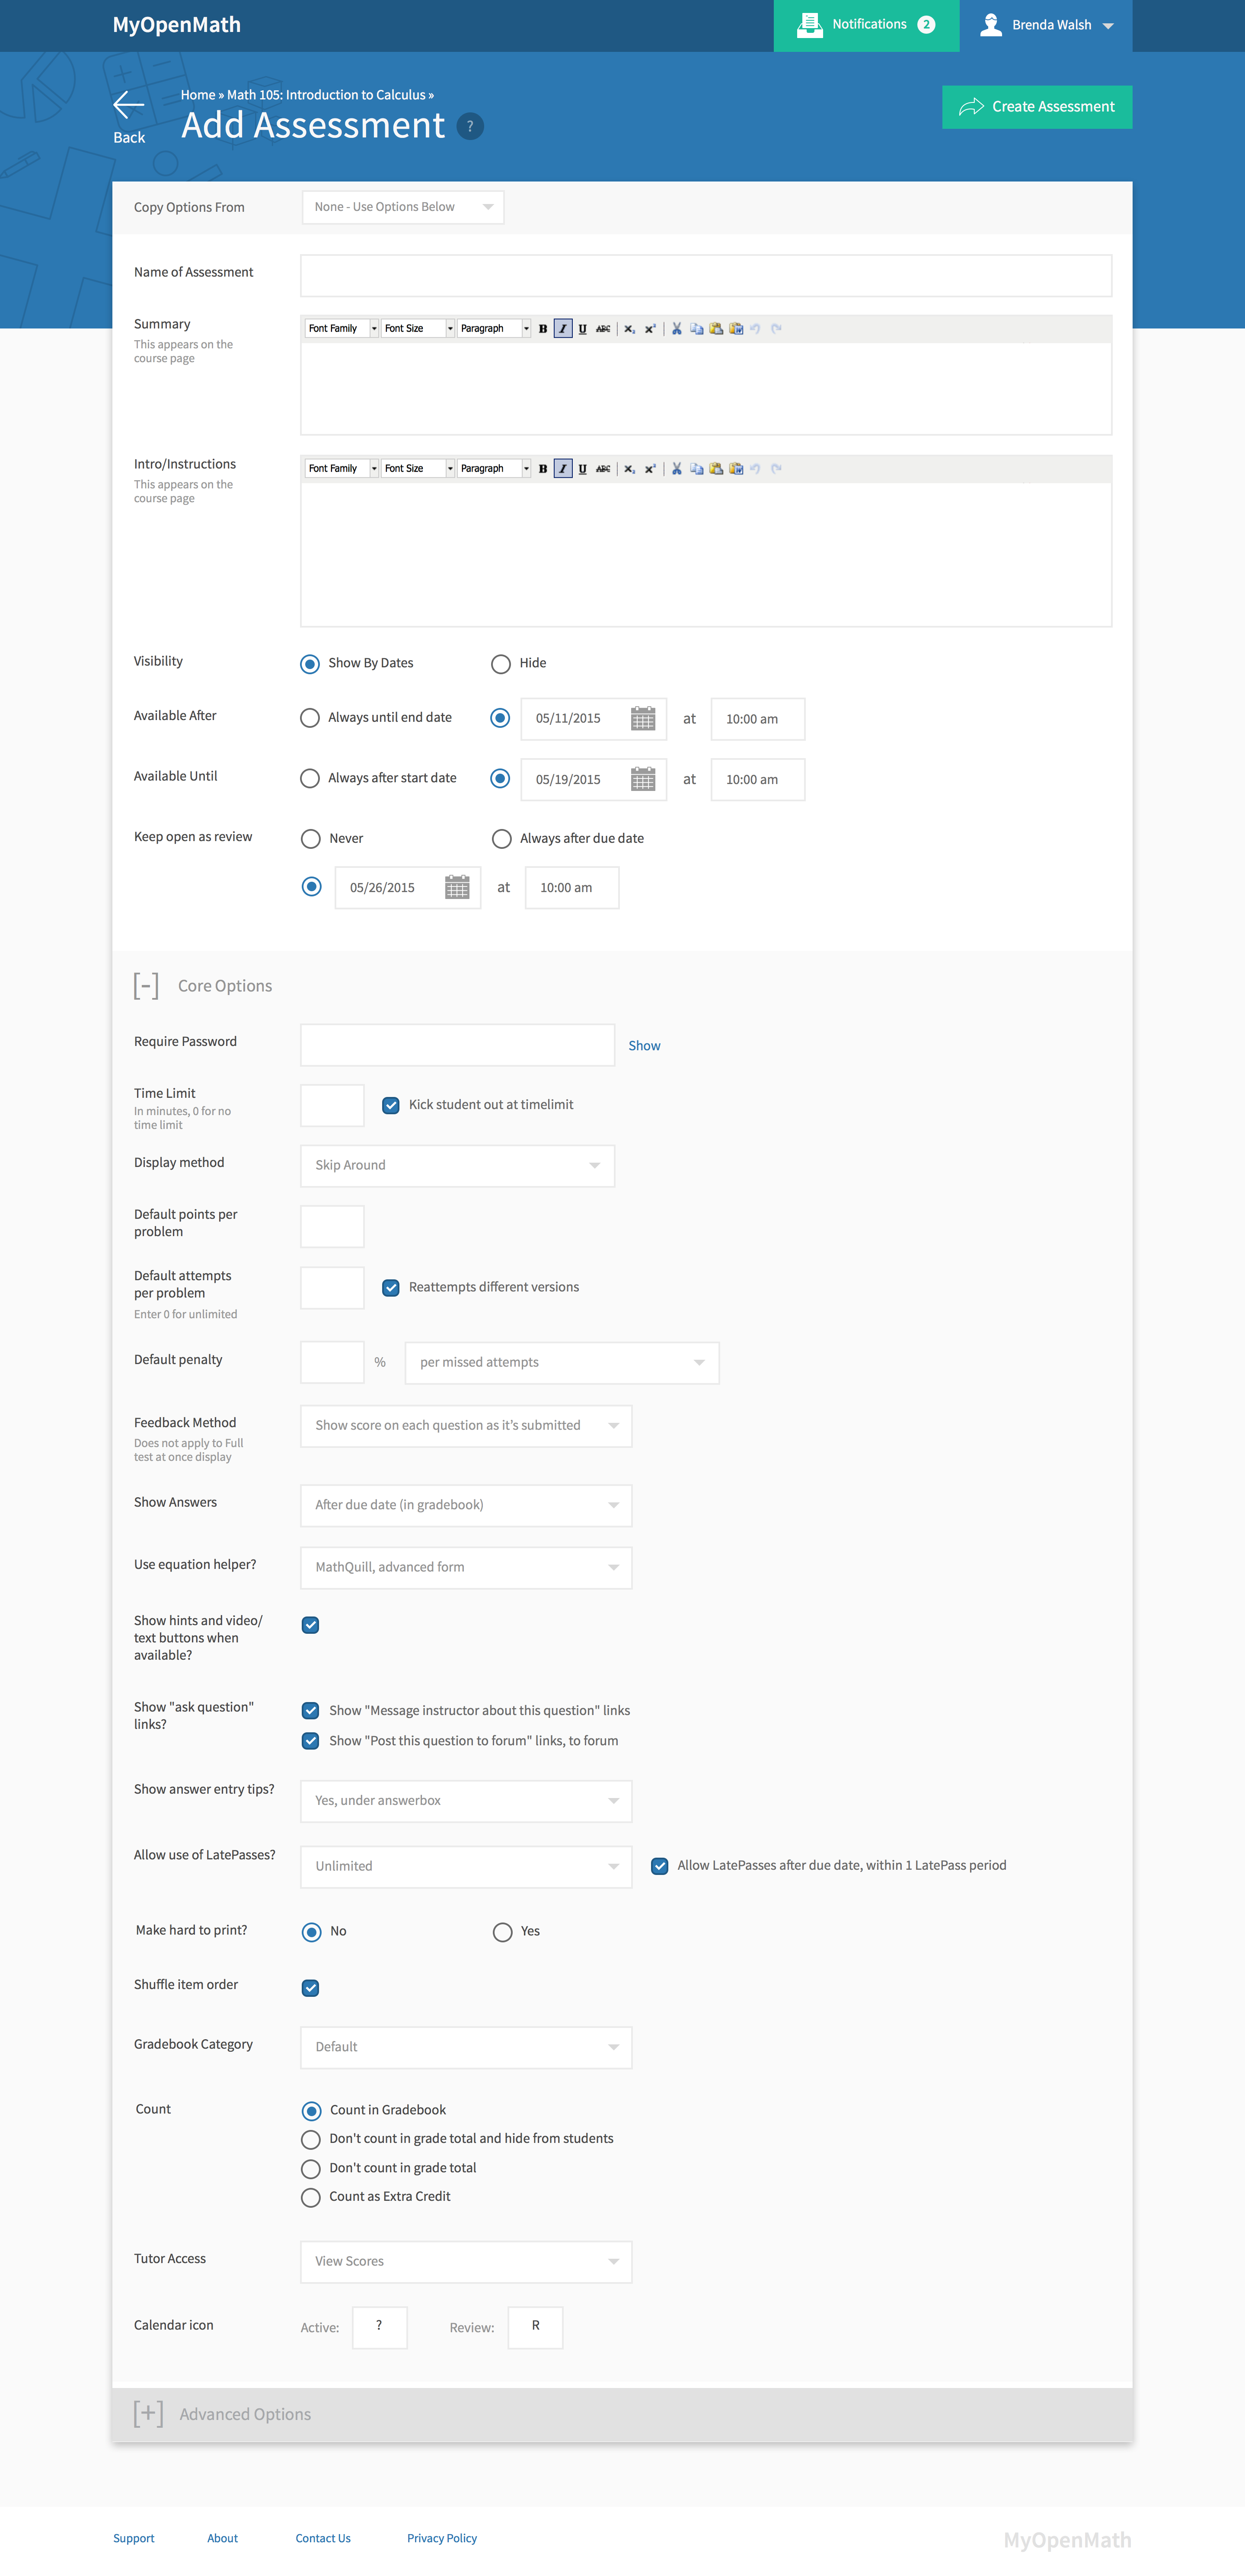 MyOpenMath
Notifications 2
Brenda Walsh
Back
Home » Math 105: Introduction to Calculus »
Add Assessment ?
Create Assessment
Copy Options From
None - Use Options Below
Name of Assessment
Summary
This appears on the
course page
Font Family Font Size Paragraph B I U ABC x, x²
Intro/Instructions
This appears on the
course page
Font Family Font Size Paragraph B I U ABC x, x²
Visibility
Show By Dates Hide
Available After
Always until end date 05/11/2015 at 10:00 am
Available Until
Always after start date 05/19/2015 at 10:00 am
Keep open as review
Never Always after due date
05/26/2015 at 10:00 am
[-] Core Options
Require Password
Show
Time Limit
In minutes, 0 for no
time limit
Kick student out at timelimit
Display method
Skip Around
Default points per
problem
Default attempts
per problem
Enter 0 for unlimited
Reattempts different versions
Default penalty
% per missed attempts
Feedback Method
Does not apply to Full
test at once display
Show score on each question as it's submitted
Show Answers
After due date (in gradebook)
Use equation helper?
MathQuill, advanced form
Show hints and video/
text buttons when
available?
Show "ask question"
links?
Show "Message instructor about this question" links
Show "Post this question to forum" links, to forum
Show answer entry tips?
Yes, under answerbox
Allow use of LatePasses?
Unlimited
Allow LatePasses after due date, within 1 LatePass period
Make hard to print?
No Yes
Shuffle item order
Gradebook Category
Default
Count
Count in Gradebook
Don't count in grade total and hide from students
Don't count in grade total
Count as Extra Credit
Tutor Access
View Scores
Calendar icon
Active: ? Review: R
[+] Advanced Options
Support About Contact Us Privacy Policy
MyOpenMath